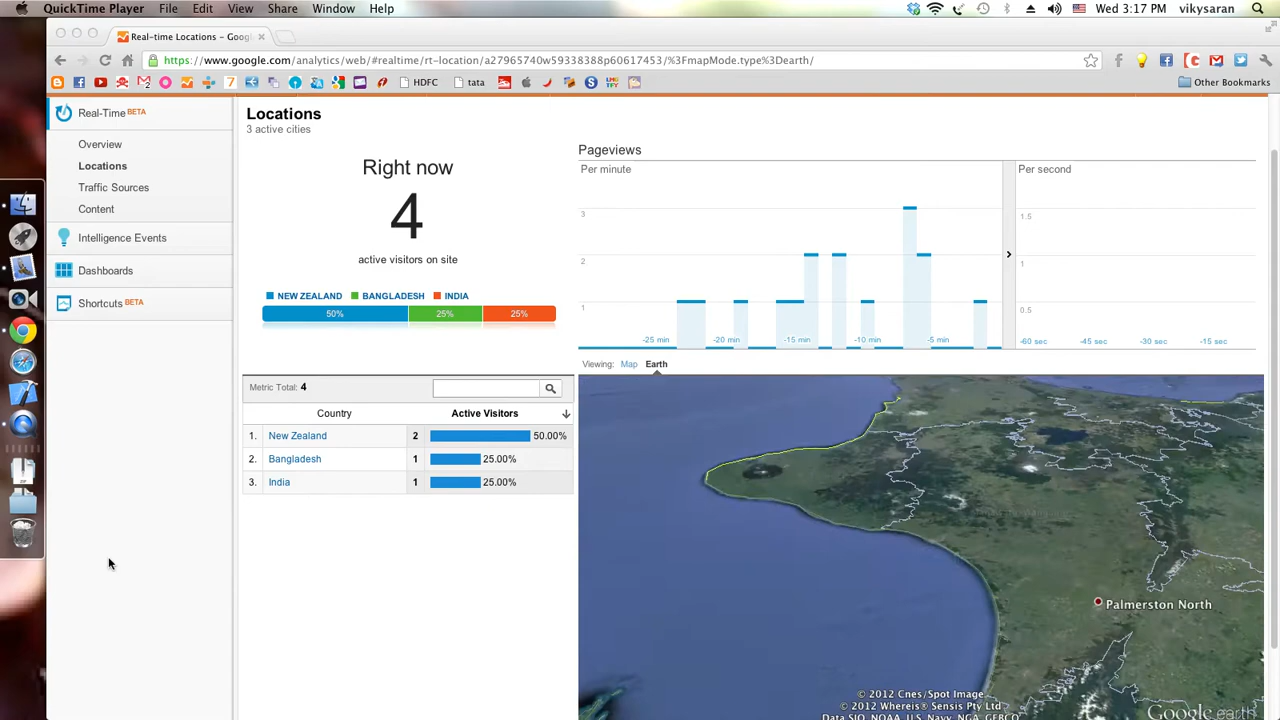 QuickTime Player File Edit View Share Window Help Wed 3:17 PM vikysaran
Real-time Locations - Googl
https://www.google.com/analytics/web/#realtime/rt-location/a27965740w59338388p60617453/%3FmapMode.type%3Dearth/
HDFC tata Other Bookmarks
Real-Time BETA
Overview
Locations
Traffic Sources
Content
Intelligence Events
Dashboards
Shortcuts BETA
Locations
3 active cities
Right now
4
active visitors on site
NEW ZEALAND BANGLADESH INDIA
50% 25% 25%
Pageviews
Per minute Per second
3
2
1
-25 min -20 min -15 min -10 min -5 min
1.5
1
0.5
-60 sec -45 sec -30 sec -15 sec
Viewing: Map Earth
Metric Total: 4
Country Active Visitors
1. New Zealand 2 50.00%
2. Bangladesh 1 25.00%
3. India 1 25.00%
Palmerston North
© 2012 Cnes/Spot Image
© 2012 Whereis® Sensis Pty Ltd
Data SIO, NOAA, U.S. Navy, NGA, GEBCO
Google earth